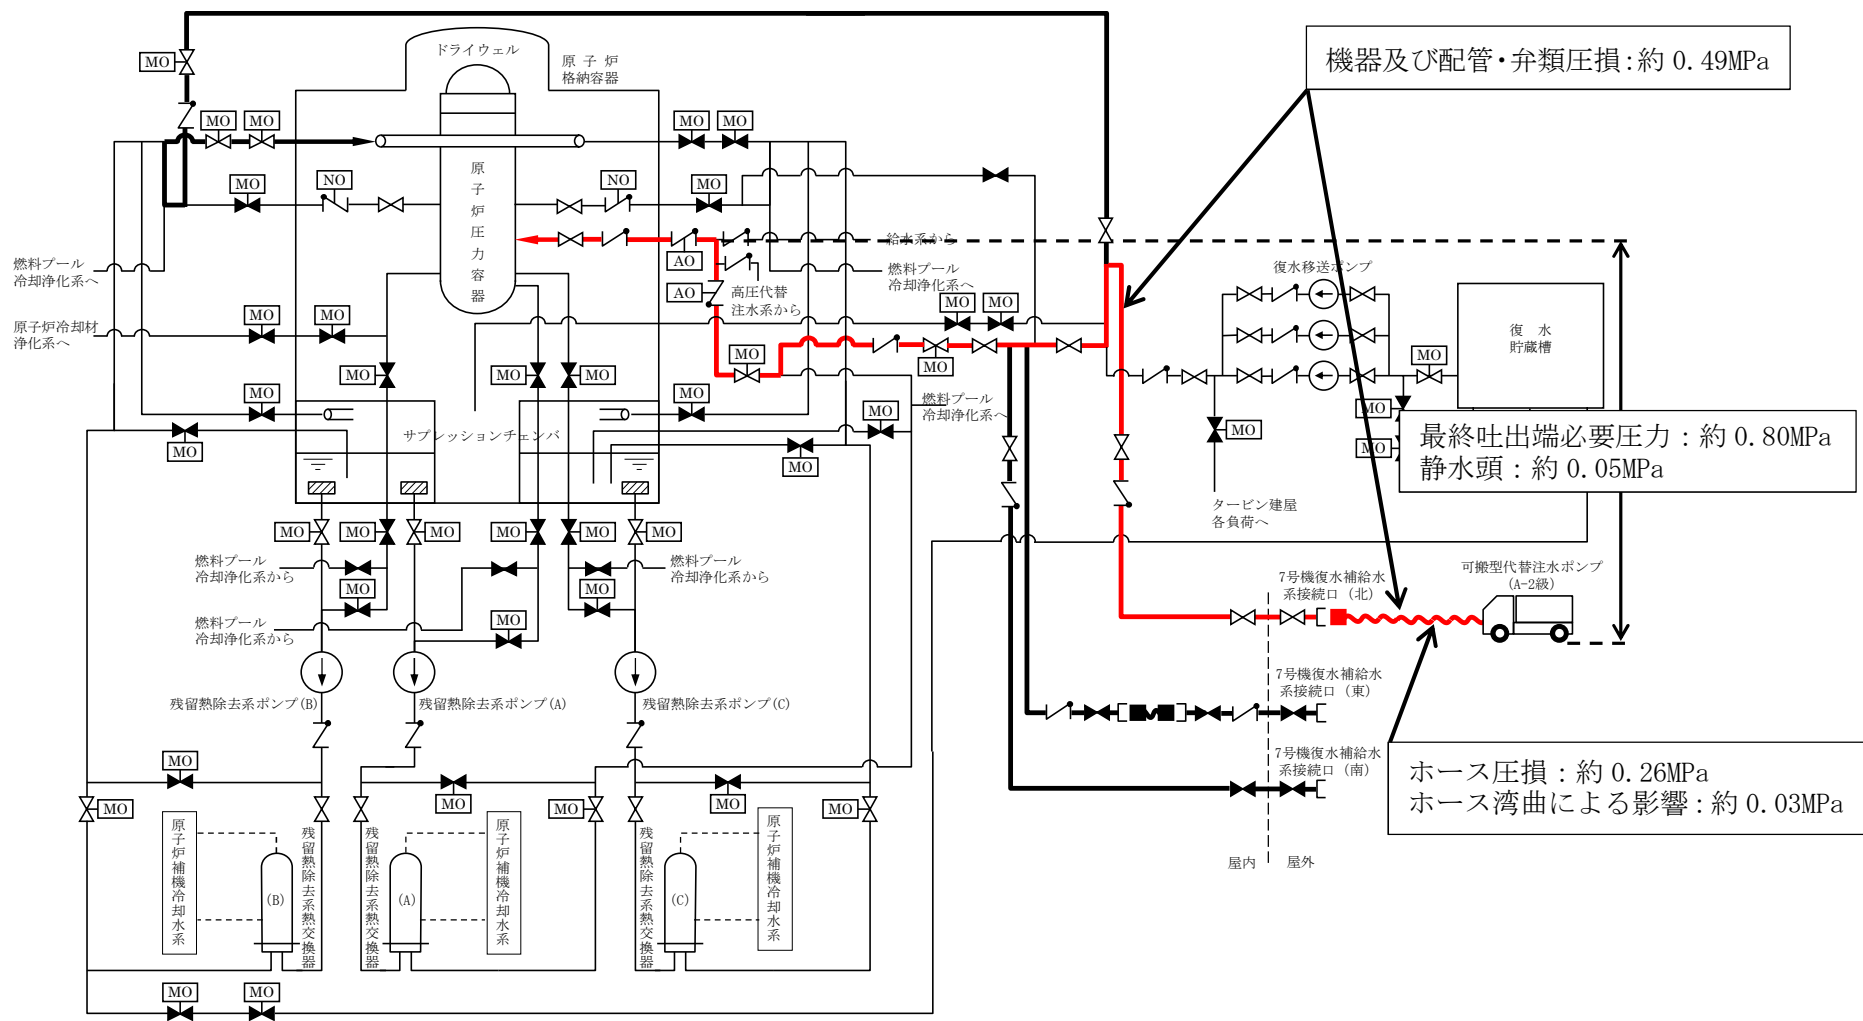 機器及び配管・弁類圧損：約 0.49MPa
ドライウェル
原 子 炉
格納容器
MO
MO
MO
MO
MO
原子炉圧力容器
MO
NO
NO
MO
給水系から
AO
燃料プール
冷却浄化系へ
燃料プール
冷却浄化系へ
復水移送ポンプ
AO
高圧代替
注水系から
MO
MO
原子炉冷却材
浄化系へ
MO
MO
復 水
貯蔵槽
MO
MO
MO
MO
MO
MO
MO
MO
MO
燃料プール
冷却浄化系へ
MO
MO
サプレッションチェンバ
MO
MO
MO
MO
最終吐出端必要圧力：約 0.80MPa
静水頭：約 0.05MPa
タービン建屋
各負荷へ
MO
MO
MO
MO
MO
MO
燃料プール
冷却浄化系から
燃料プール
冷却浄化系から
MO
MO
MO
燃料プール
冷却浄化系から
7号機復水補給水
系接続口（北）
可搬型代替注水ポンプ
(A-2級)
残留熱除去系ポンプ(B)
残留熱除去系ポンプ(A)
残留熱除去系ポンプ(C)
7号機復水補給水
系接続口（東）
7号機復水補給水
系接続口（南）
ホース圧損：約 0.26MPa
ホース湾曲による影響：約 0.03MPa
MO
MO
MO
MO
MO
MO
原子炉補機冷却水系
(B)
残留熱除去系熱交換器
残留熱除去系熱交換器
(A)
原子炉補機冷却水系
残留熱除去系熱交換器
(C)
原子炉補機冷却水系
屋内
屋外
MO
MO